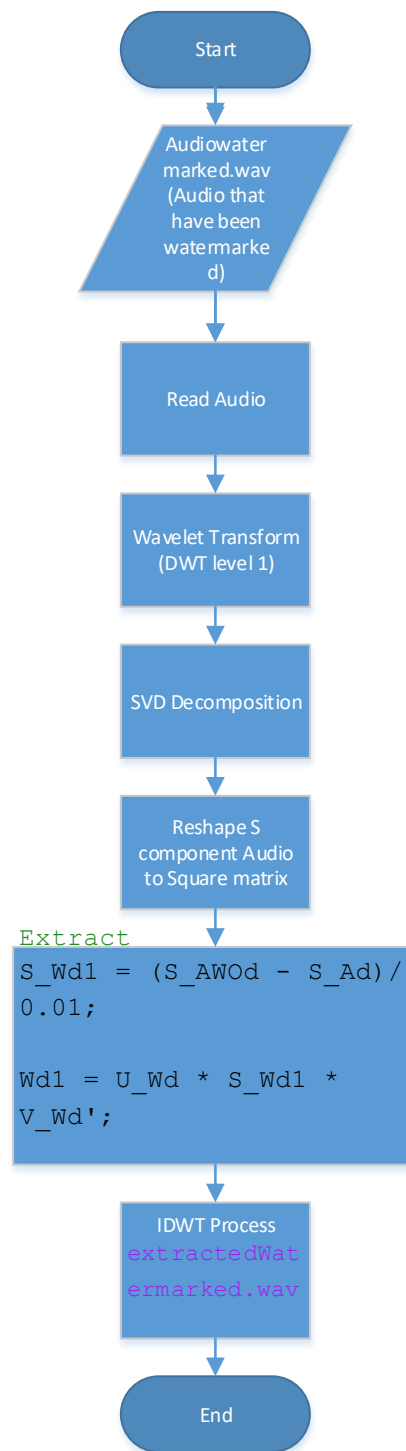 Start
Audiowater
marked.wav
(Audio that
have been
watermarke
d)
Read Audio
Wavelet Transform
(DWT level 1)
SVD Decomposition
Reshape S
component Audio
to Square matrix
Extract
S_Wd1 = (S_AWOd - S_Ad)/
0.01;
Wd1 = U_Wd * S_Wd1 *
V_Wd';
IDWT Process
extractedWat
ermarked.wav
End